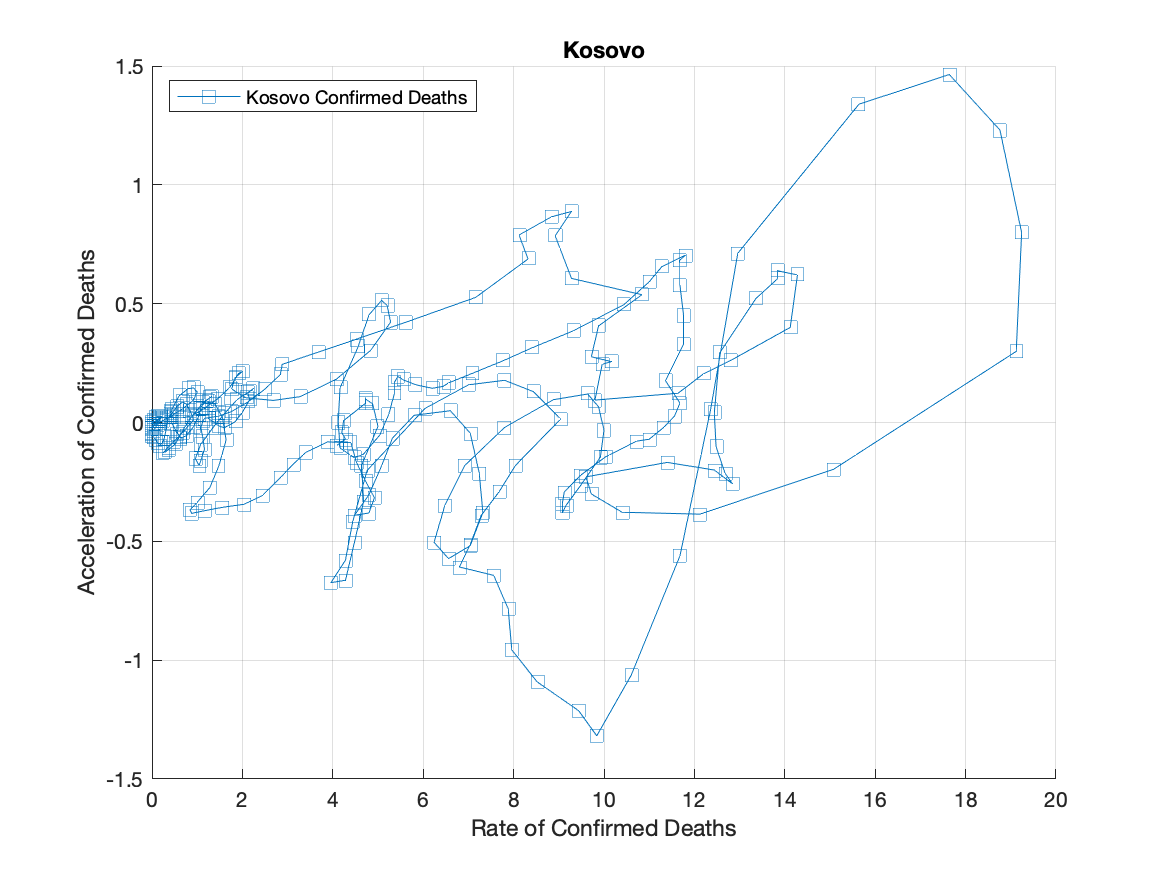 Kosovo
Kosovo Confirmed Deaths
1.5
1
0.5
0
-0.5
-1
-1.5
Acceleration of Confirmed Deaths
0 2 4 6 8 10 12 14 16 18 20
Rate of Confirmed Deaths